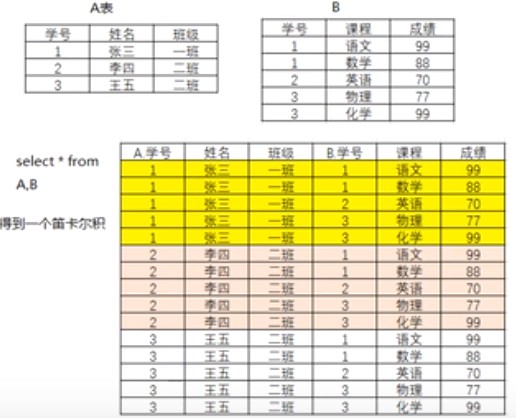 A表
学号 姓名 班级
1 张三 一班
2 李四 二班
3 王五 二班
B
学号 课程 成绩
1 语文 99
1 数学 88
2 英语 70
3 物理 77
3 化学 99
select * from
A,B
得到一个笛卡尔积
A.学号 姓名 班级 B.学号 课程 成绩
1 张三 一班 1 语文 99
1 张三 一班 1 数学 88
1 张三 一班 2 英语 70
1 张三 一班 3 物理 77
1 张三 一班 3 化学 99
2 李四 二班 1 语文 99
2 李四 二班 1 数学 88
2 李四 二班 2 英语 70
2 李四 二班 3 物理 77
2 李四 二班 3 化学 99
3 王五 二班 1 语文 99
3 王五 二班 1 数学 88
3 王五 二班 2 英语 70
3 王五 二班 3 物理 77
3 王五 二班 3 化学 99